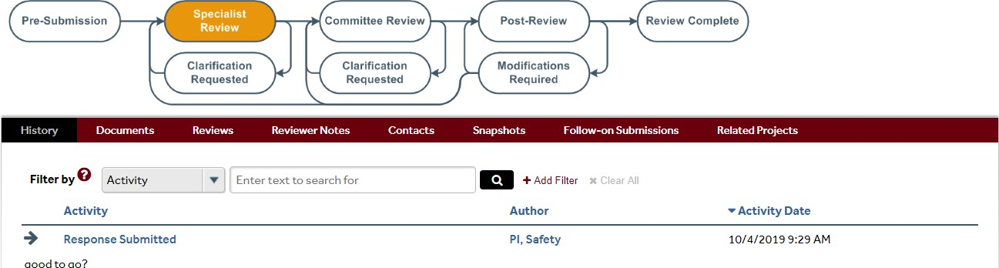 Pre-Submission
Specialist
Review
Committee Review
Post-Review
Review Complete
Clarification
Requested
Clarification
Requested
Modifications
Required
History Documents Reviews Reviewer Notes Contacts Snapshots Follow-on Submissions Related Projects
Filter by ? Activity Enter text to search for + Add Filter × Clear All
Activity Author Activity Date
Response Submitted PI, Safety 10/4/2019 9:29 AM
good to go?